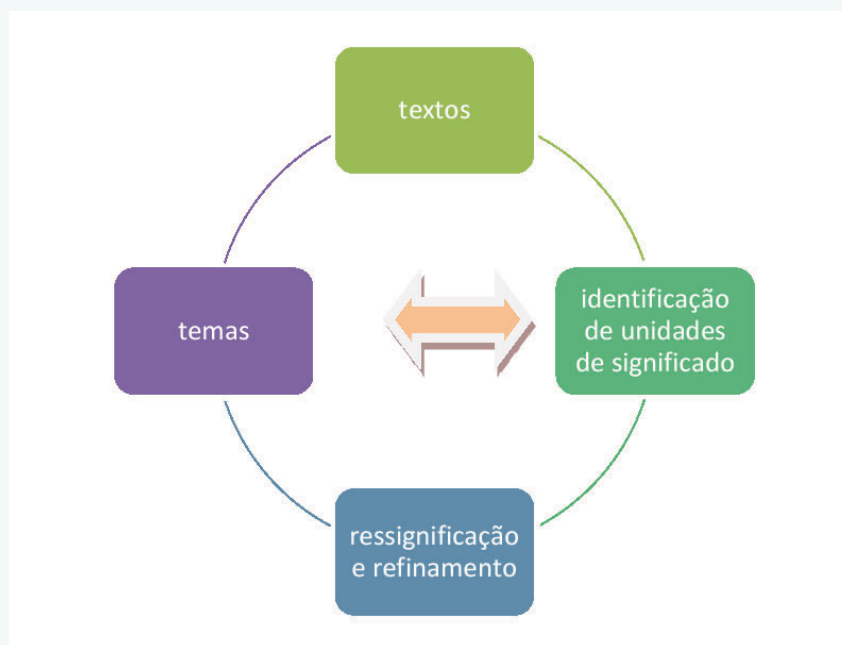 textos
identificação
de unidades
de significado
temas
ressignificação
e refinamento